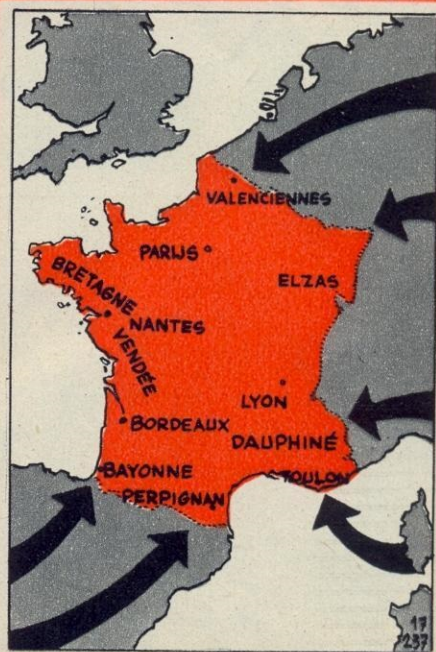 VALENCIENNES
PARIJS
ELZAS
BRETAGNE
NANTES
VENDÉE
LYON
BORDEAUX
DAUPHINÉ
BAYONNE
TOULON
PERPIGNAN
17
237